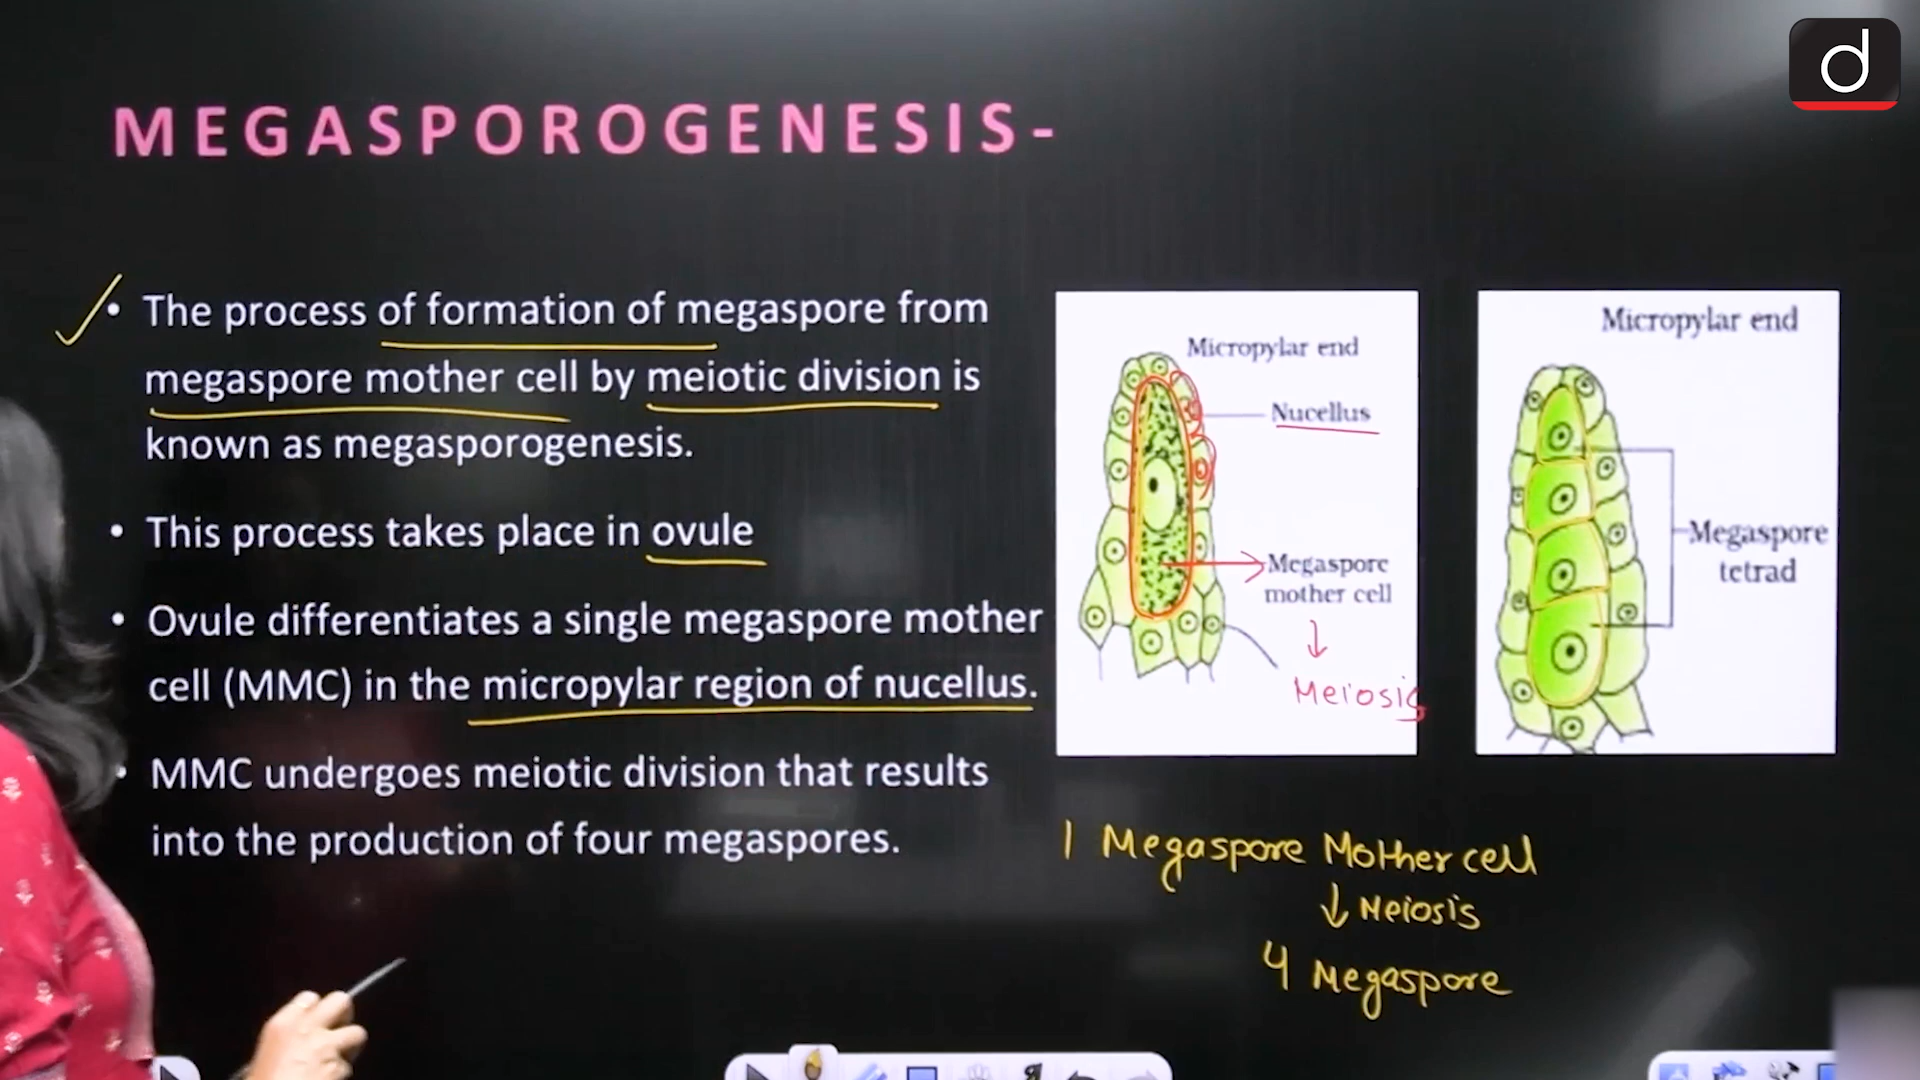 MEGASPOROGENESIS-
• The process of formation of megaspore from
megaspore mother cell by meiotic division is
known as megasporogenesis.
• This process takes place in ovule
• Ovule differentiates a single megaspore mother
cell (MMC) in the micropylar region of nucellus.
• MMC undergoes meiotic division that results
into the production of four megaspores.
Micropylar end
Nucellus
Megaspore
mother cell
↓
Meiosis
Micropylar end
Megaspore
tetrad
1 Megaspore Mother cell
↓ Meiosis
4 Megaspore
d